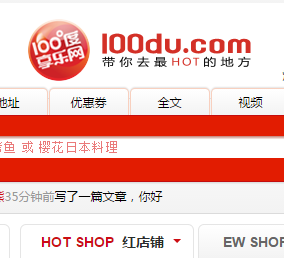 100度
享乐网
100du.com
带你去最HOT的地方
地址 优惠券 全文 视频
鱼 或 樱花日本料理
35分钟前写了一篇文章，你好
HOT SHOP 红店铺 EW SHOP